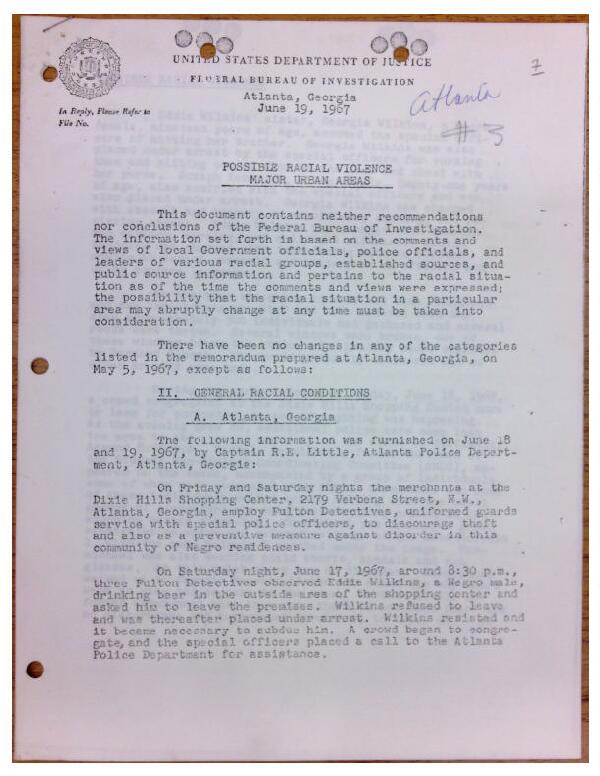 UNITED STATES DEPARTMENT OF JUSTICE
FEDERAL BUREAU OF INVESTIGATION
Atlanta, Georgia
June 19, 1967
In Reply, Please Refer to
File No.
7
Atlanta
#3
POSSIBLE RACIAL VIOLENCE
MAJOR URBAN AREAS
This document contains neither recommendations
nor conclusions of the Federal Bureau of Investigation.
The information set forth is based on the comments and
views of local Government officials, police officials, and
leaders of various racial groups, established sources, and
public source information and pertains to the racial situa-
tion as of the time the comments and views were expressed;
the possibility that the racial situation in a particular
area may abruptly change at any time must be taken into
consideration.
There have been no changes in any of the categories
listed in the memorandum prepared at Atlanta, Georgia, on
May 5, 1967, except as follows:
II. GENERAL RACIAL CONDITIONS
A. Atlanta, Georgia
The following information was furnished on June 18
and 19, 1967, by Captain R.E. Little, Atlanta Police Depart-
ment, Atlanta, Georgia:
On Friday and Saturday nights the merchants at the
Dixie Hills Shopping Center, 2179 Verbena Street, N.W.,
Atlanta, Georgia, employ Fulton Detectives, uniformed guards
service with special police officers, to discourage theft
and also as a preventive measure against disorder in this
community of Negro residences.
On Saturday night, June 17, 1967, around 8:30 p.m.,
three Fulton Detectives observed Eddie Wilkins, a Negro male,
drinking beer in the outside area of the shopping center and
asked him to leave the premises. Wilkins refused to leave
and was thereafter placed under arrest. Wilkins resisted and
it became necessary to subdue him. A crowd began to congre-
gate, and the special officers placed a call to the Atlanta
Police Department for assistance.